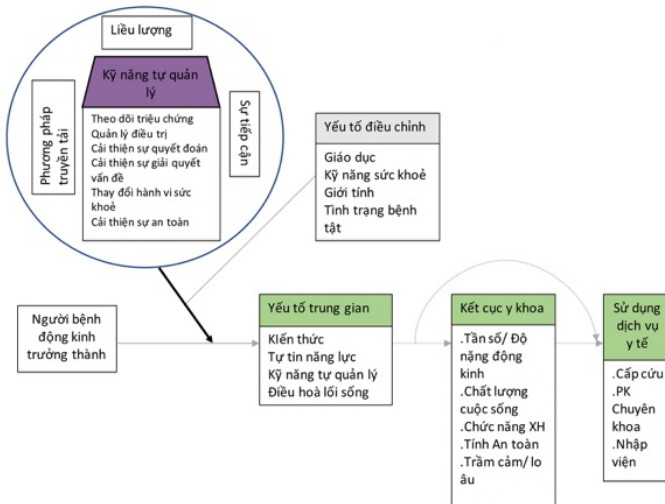 Liều lượng
Kỹ năng tự quản
lý
Phương pháp
truyền tải
Sự tiếp cận
Theo dõi triệu chứng
Quản lý điều trị
Cải thiện sự quyết đoán
Cải thiện sự giải quyết
vấn đề
Thay đổi hành vi sức
khoẻ
Cải thiện sự an toàn
Yếu tố điều chỉnh
Giáo dục
Kỹ năng sức khoẻ
Giới tính
Tình trạng bệnh
tật
Người bệnh
động kinh
trưởng thành
Yếu tố trung gian
KIến thức
Tự tin năng lực
Kỹ năng tự quản lý
Điều hoà lối sống
Kết cục y khoa
.Tần số/ Độ
nặng động
kinh
.Chất lượng
cuộc sống
.Chức năng XH
.Tính An toàn
.Trầm cảm/ lo
âu
Sử dụng
dịch vụ
y tế
.Cấp cứu
.PK
Chuyên
khoa
.Nhập
viện